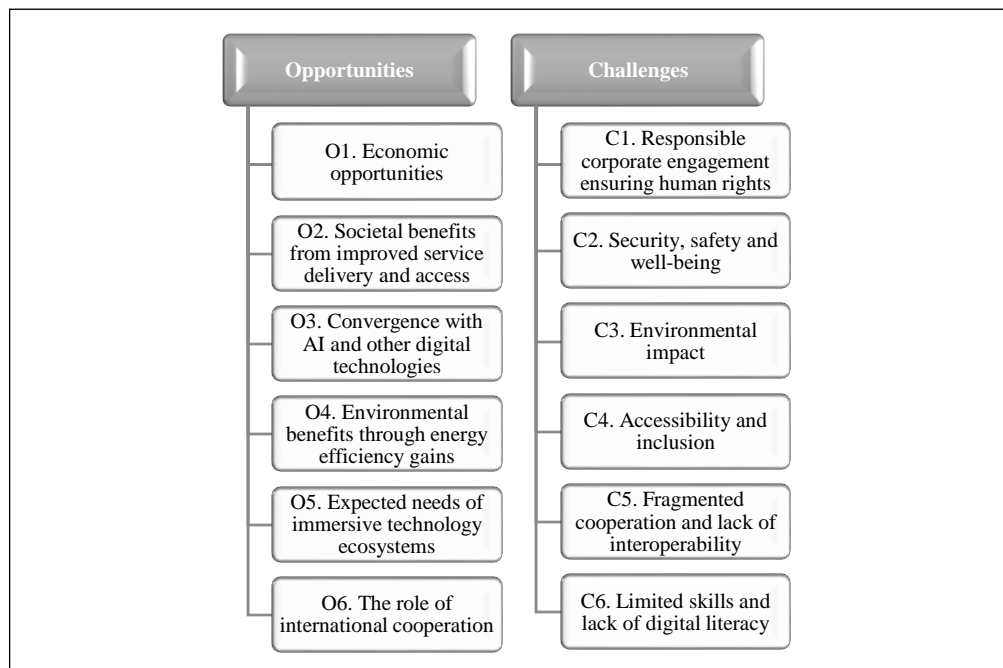 Opportunities
O1. Economic
opportunities
O2. Societal benefits
from improved service
delivery and access
O3. Convergence with
AI and other digital
technologies
O4. Environmental
benefits through energy
efficiency gains
O5. Expected needs of
immersive technology
ecosystems
O6. The role of
international cooperation
Challenges
C1. Responsible
corporate engagement
ensuring human rights
C2. Security, safety and
well-being
C3. Environmental
impact
C4. Accessibility and
inclusion
C5. Fragmented
cooperation and lack of
interoperability
C6. Limited skills and
lack of digital literacy